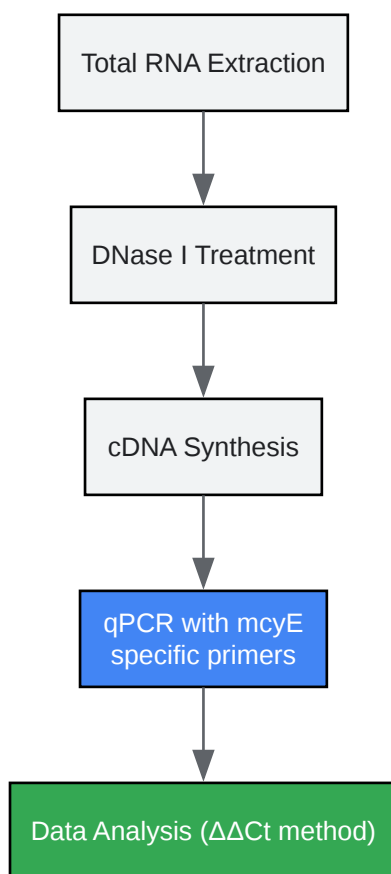 Total RNA Extraction
DNase I Treatment
cDNA Synthesis
qPCR with mcyE
specific primers
Data Analysis (ΔΔCt method)